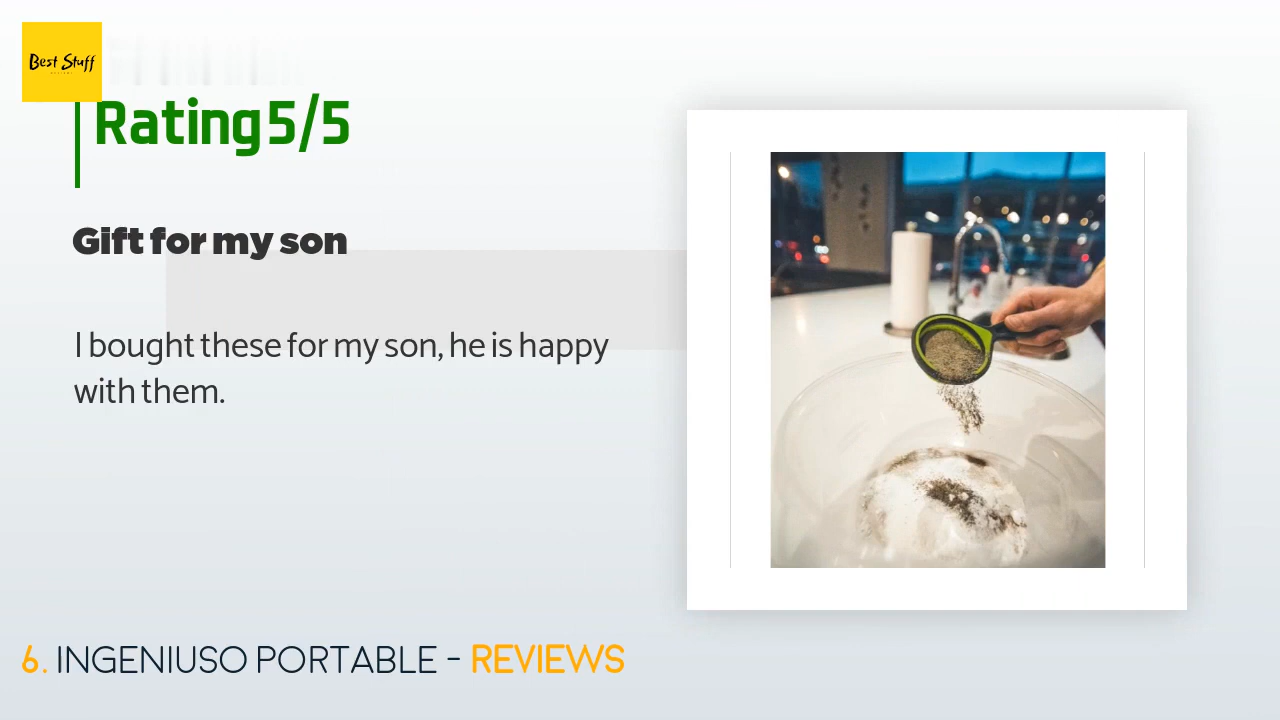 Best Stuff
Rating 5/5
Gift for my son
I bought these for my son, he is happy
with them.
6. INGENIUSO PORTABLE - REVIEWS